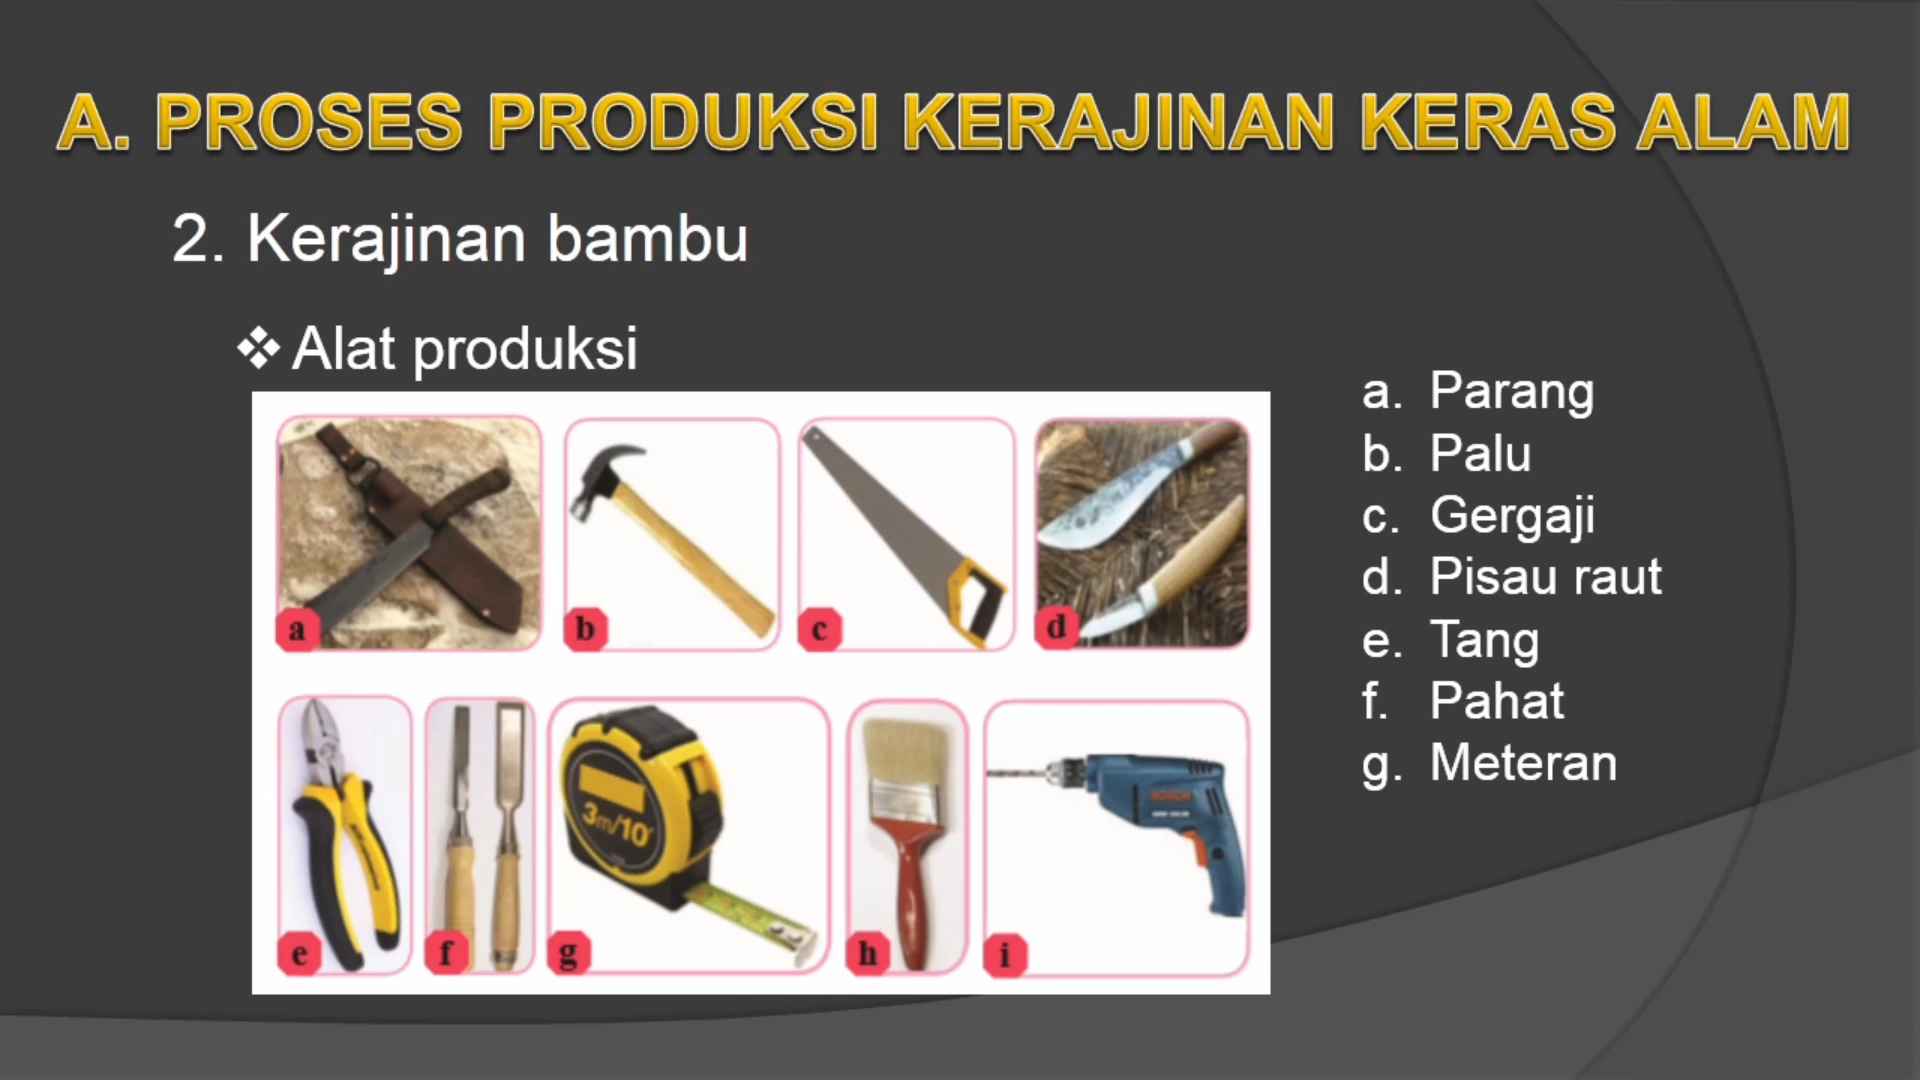 A. PROSES PRODUKSI KERAJINAN KERAS ALAM
2. Kerajinan bambu
❖ Alat produksi
a. Parang
b. Palu
c. Gergaji
d. Pisau raut
e. Tang
f. Pahat
g. Meteran
a
b
c
d
e
f
g
h
i
3m/10'
BOSCH